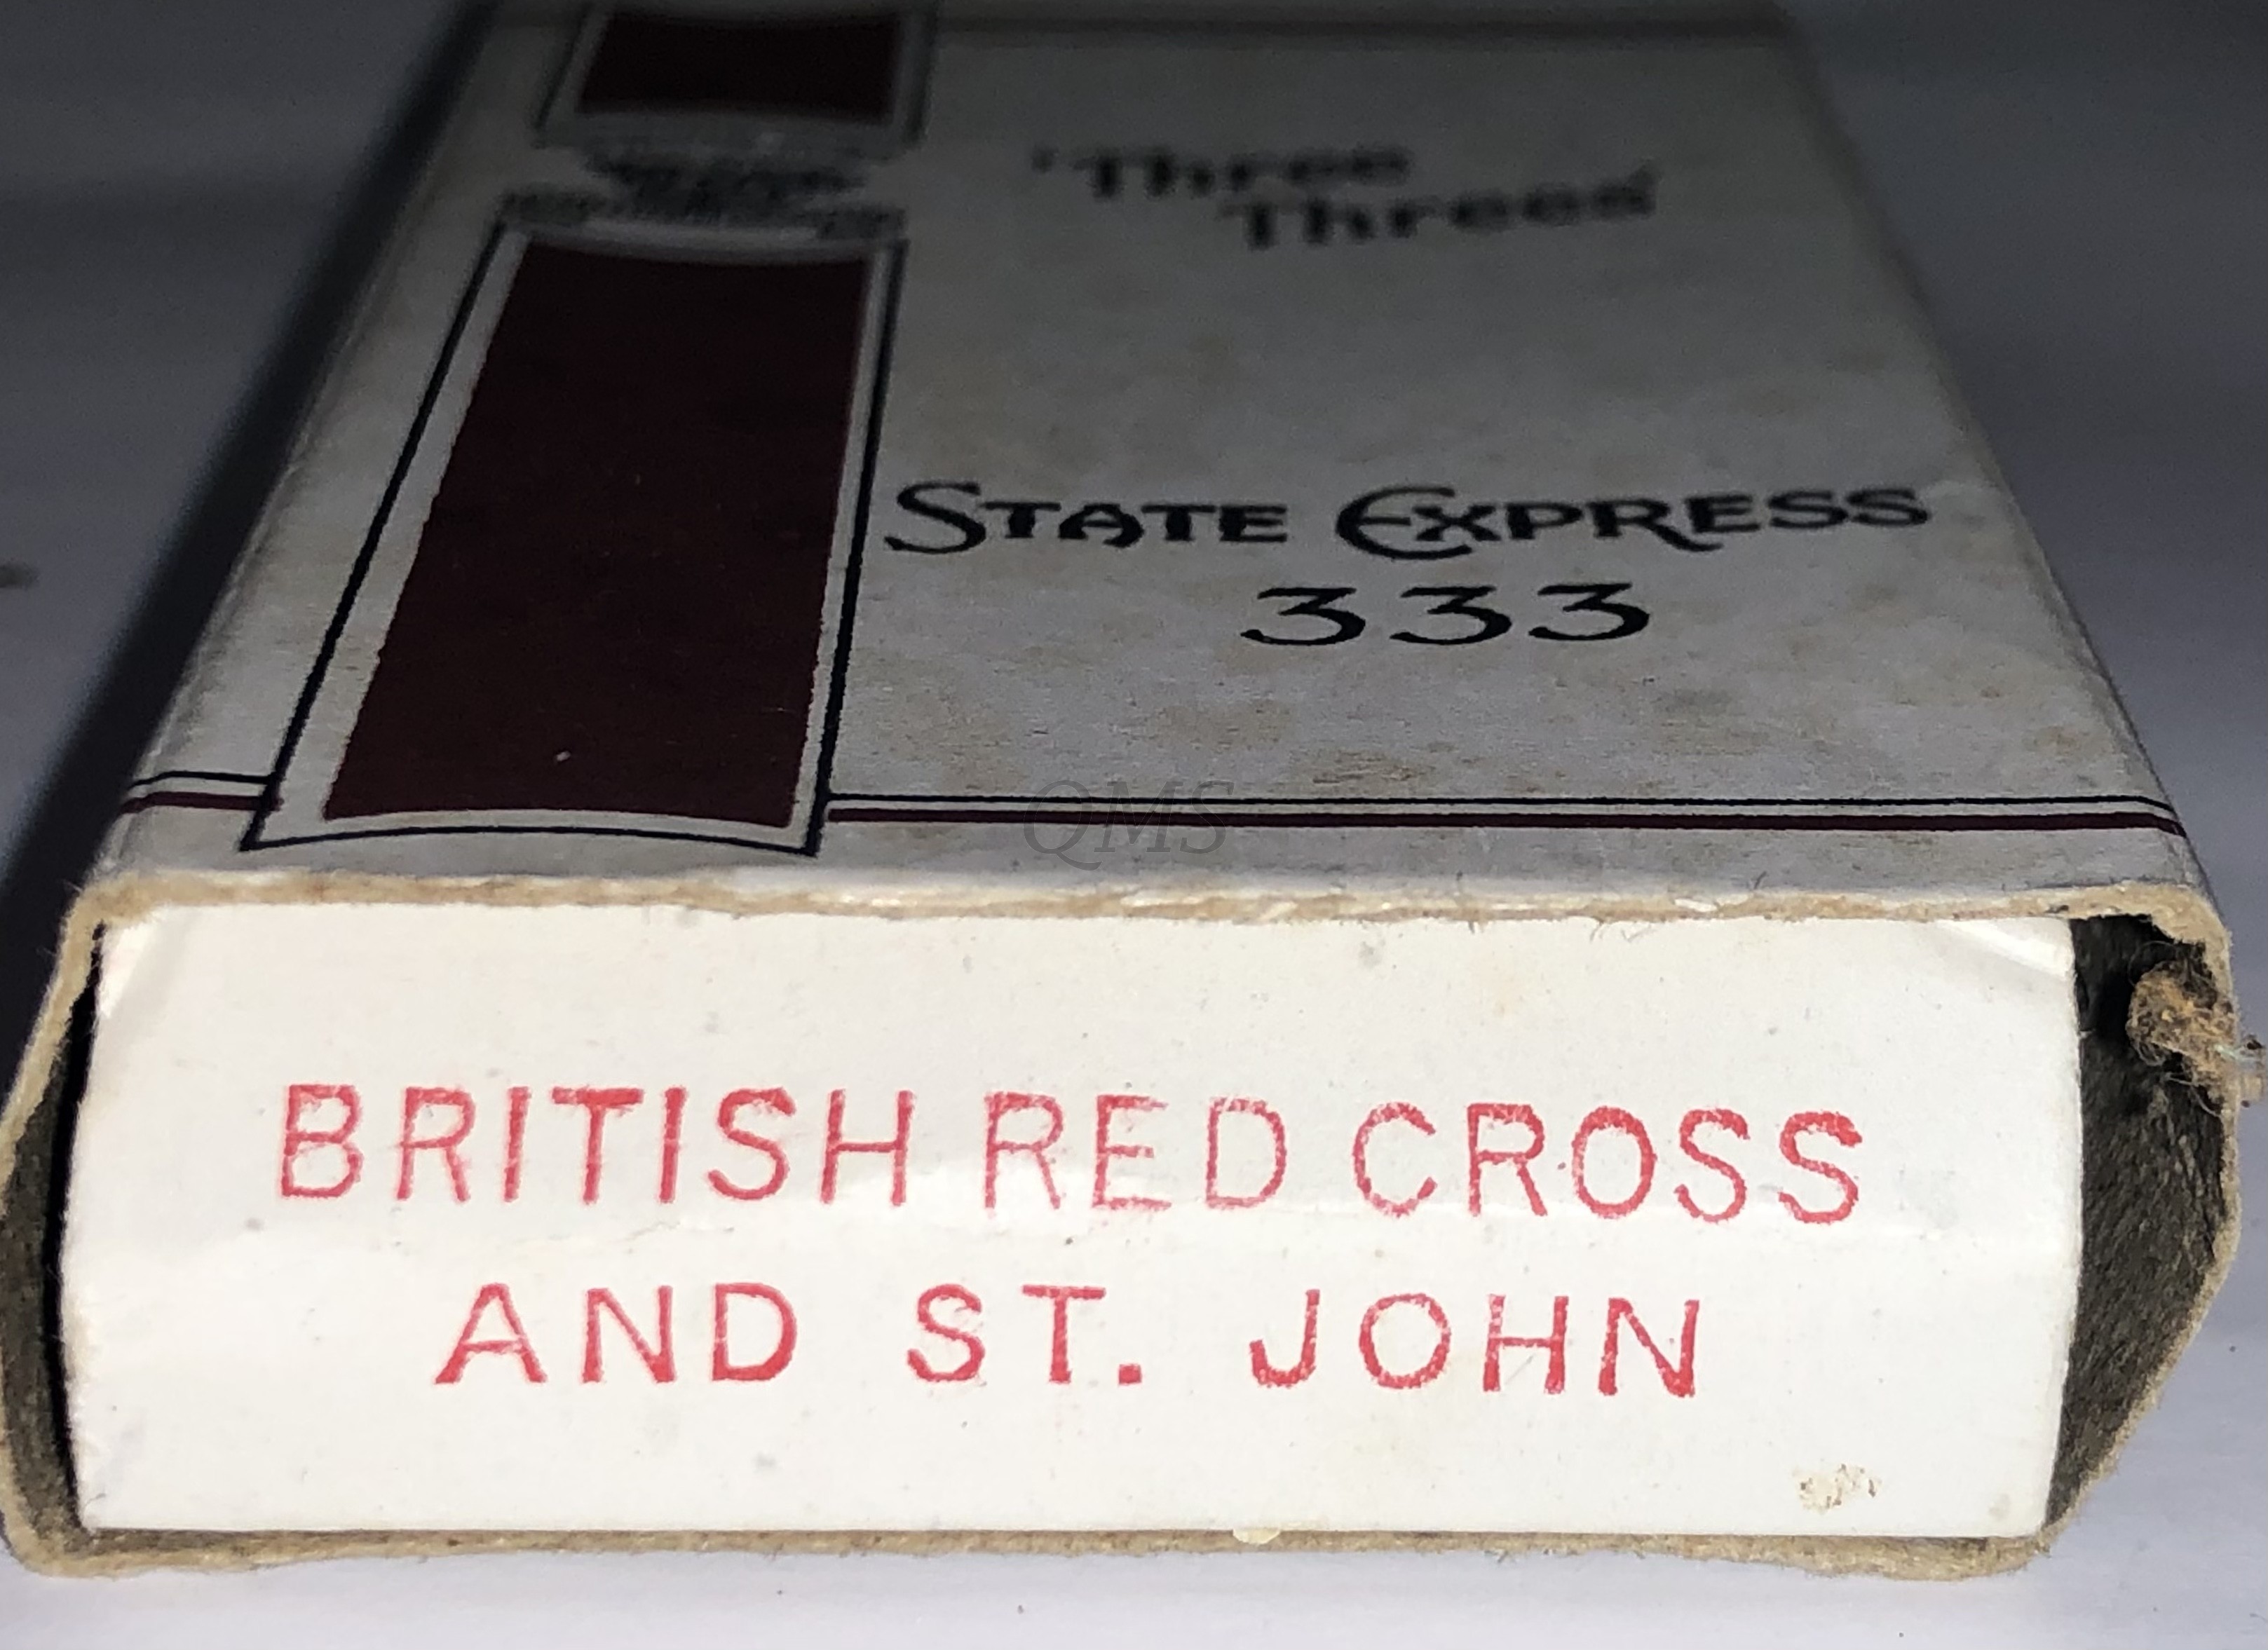 'Three
Threes'
STATE EXPRESS
333
QMS
BRITISH RED CROSS
AND ST. JOHN